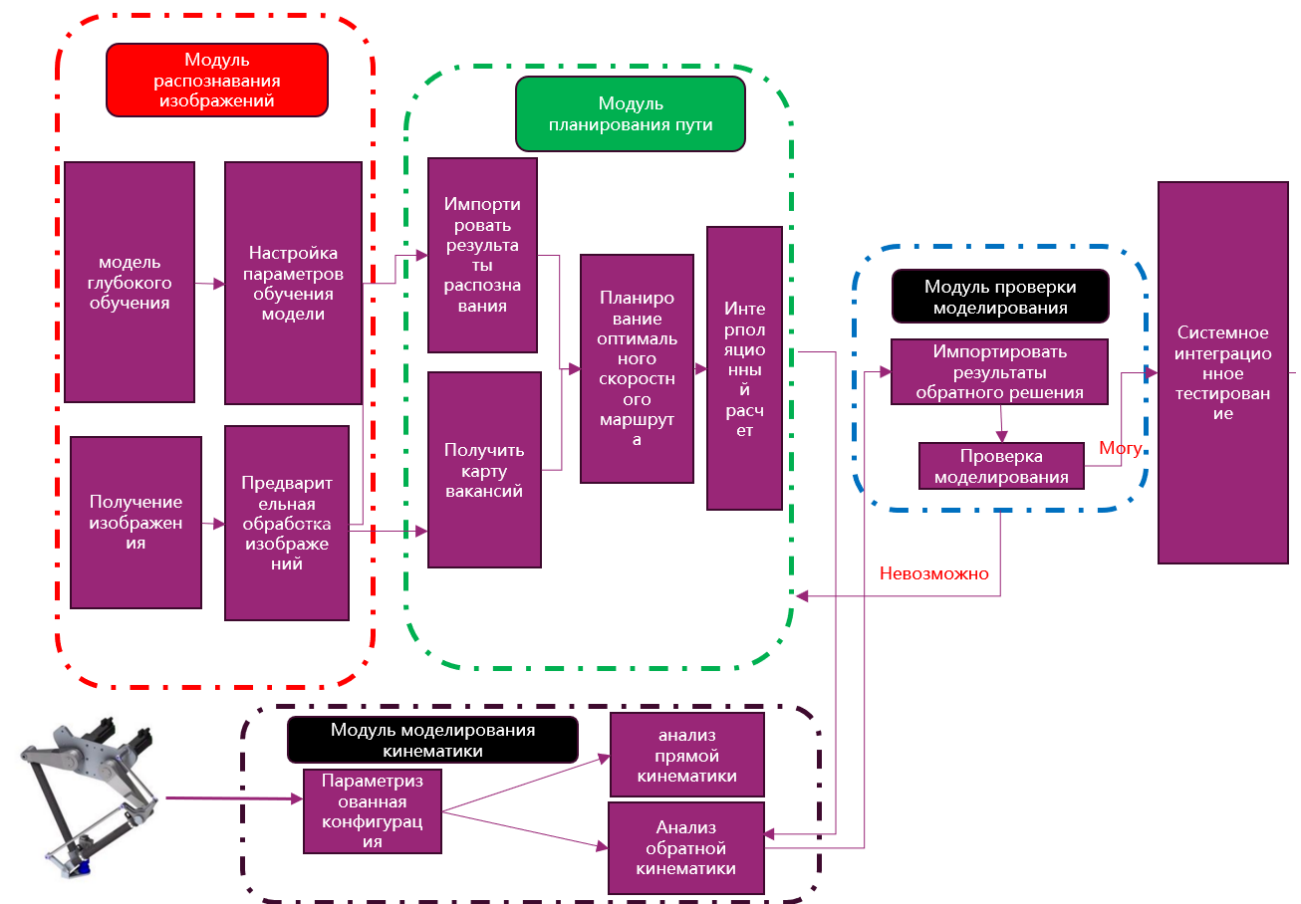 Модуль
распознавания
изображений
модель
глубокого
обучения
Настройка
параметров
обучения
модели
Получение
изображен
ия
Предварит
ельная
обработка
изображе
ний
Модуль
планирования пути
Импорти
ровать
результа
ты
распозна
вания
Получить
карту
вакансий
Планиро
вание
оптималь
ного
скоростн
ого
маршрут
а
Инте
рпол
яцио
нны
й
расч
ет
Модуль проверки
моделирования
Импортировать
результаты
обратного решения
Проверка
моделирования
Могу
Невозможно
Системное
интеграцио
нное
тестирован
ие
Модуль моделирования
кинематики
Параметриз
ованная
конфигурац
ия
анализ
прямой
кинематики
Анализ
обратной
кинематики